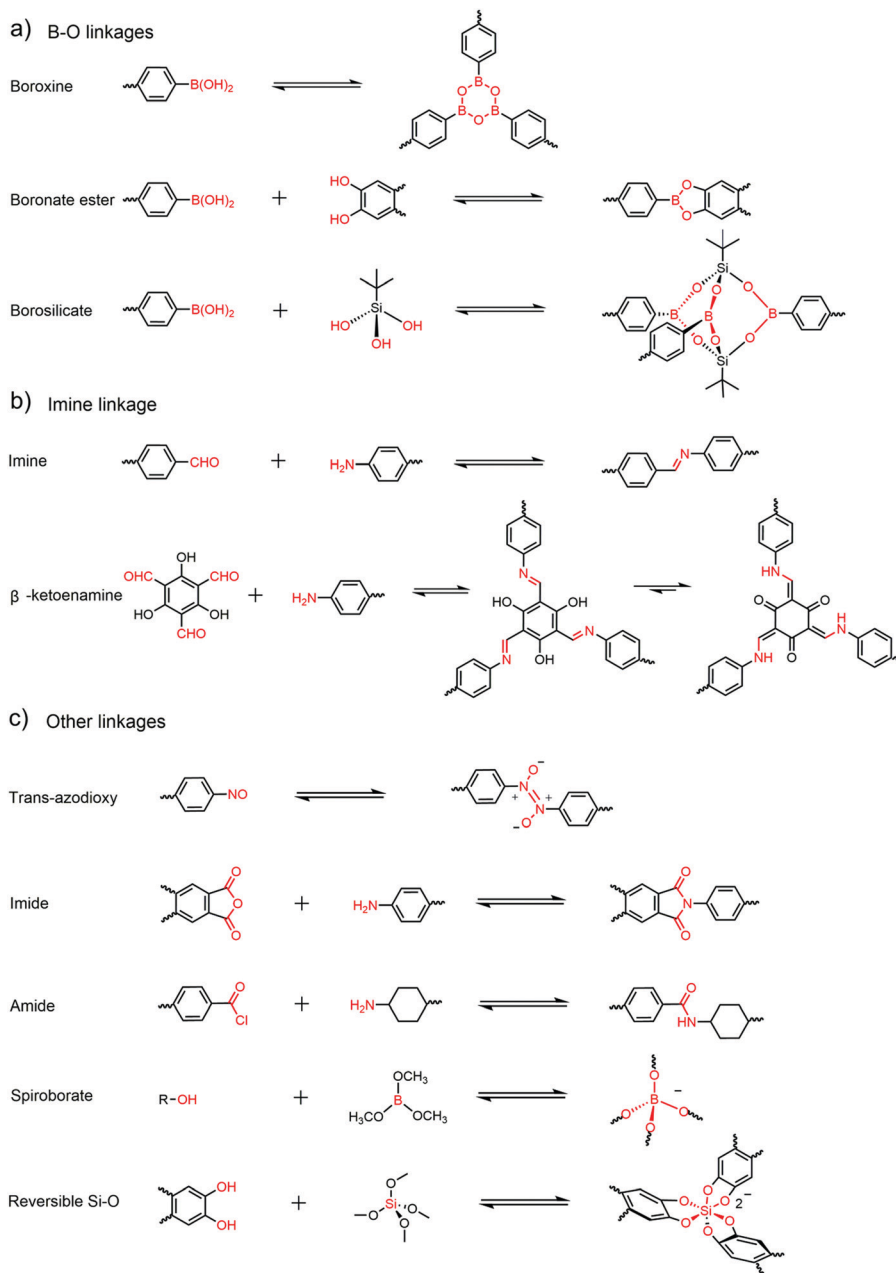 a) B-O linkages
Boroxine
B(OH)2
B
O
O
B
B
O
Boronate ester
B(OH)2
+
HO
HO
B
O
O
Borosilicate
B(OH)2
+
Si
HO
OH
OH
Si
O
O
O
B
B
B
O
O
O
Si
b) Imine linkage
Imine
CHO
+
H2N
N
β -ketoenamine
OHC
OH
CHO
HO
OH
CHO
+
H2N
N
HO
OH
N
N
OH
HN
O
O
H
N
NH
O
c) Other linkages
Trans-azodioxy
NO
O
−
N
+
N
+
O
−
Imide
O
O
O
+
H2N
O
N
O
Amide
O
Cl
+
H2N
O
HN
Spiroborate
R-OH
+
OCH3
B
H3CO
OCH3
O
−
B
O
O
O
Reversible Si-O
OH
OH
+
O
Si
O
O
O
O
O
O
Si
O
O
O
2−